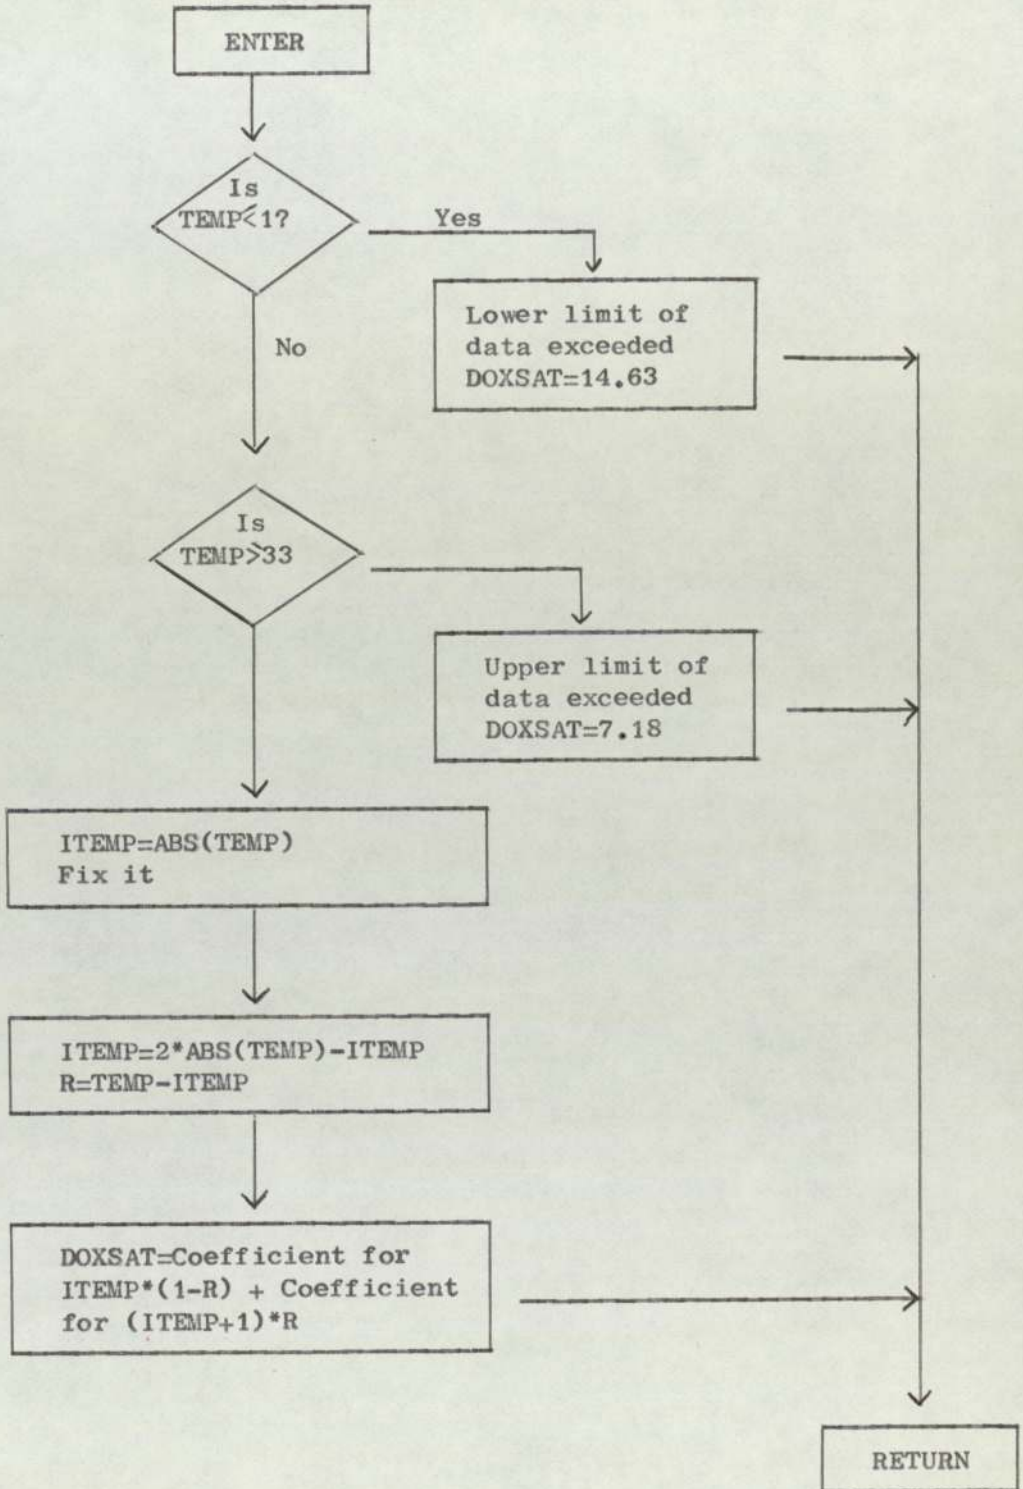 ENTER
Is
TEMP<1?
Yes
Lower limit of
data exceeded
DOXSAT=14.63
No
Is
TEMP>33
Upper limit of
data exceeded
DOXSAT=7.18
ITEMP=ABS(TEMP)
Fix it
ITEMP=2*ABS(TEMP)-ITEMP
R=TEMP-ITEMP
DOXSAT=Coefficient for
ITEMP*(1-R) + Coefficient
for (ITEMP+1)*R
RETURN